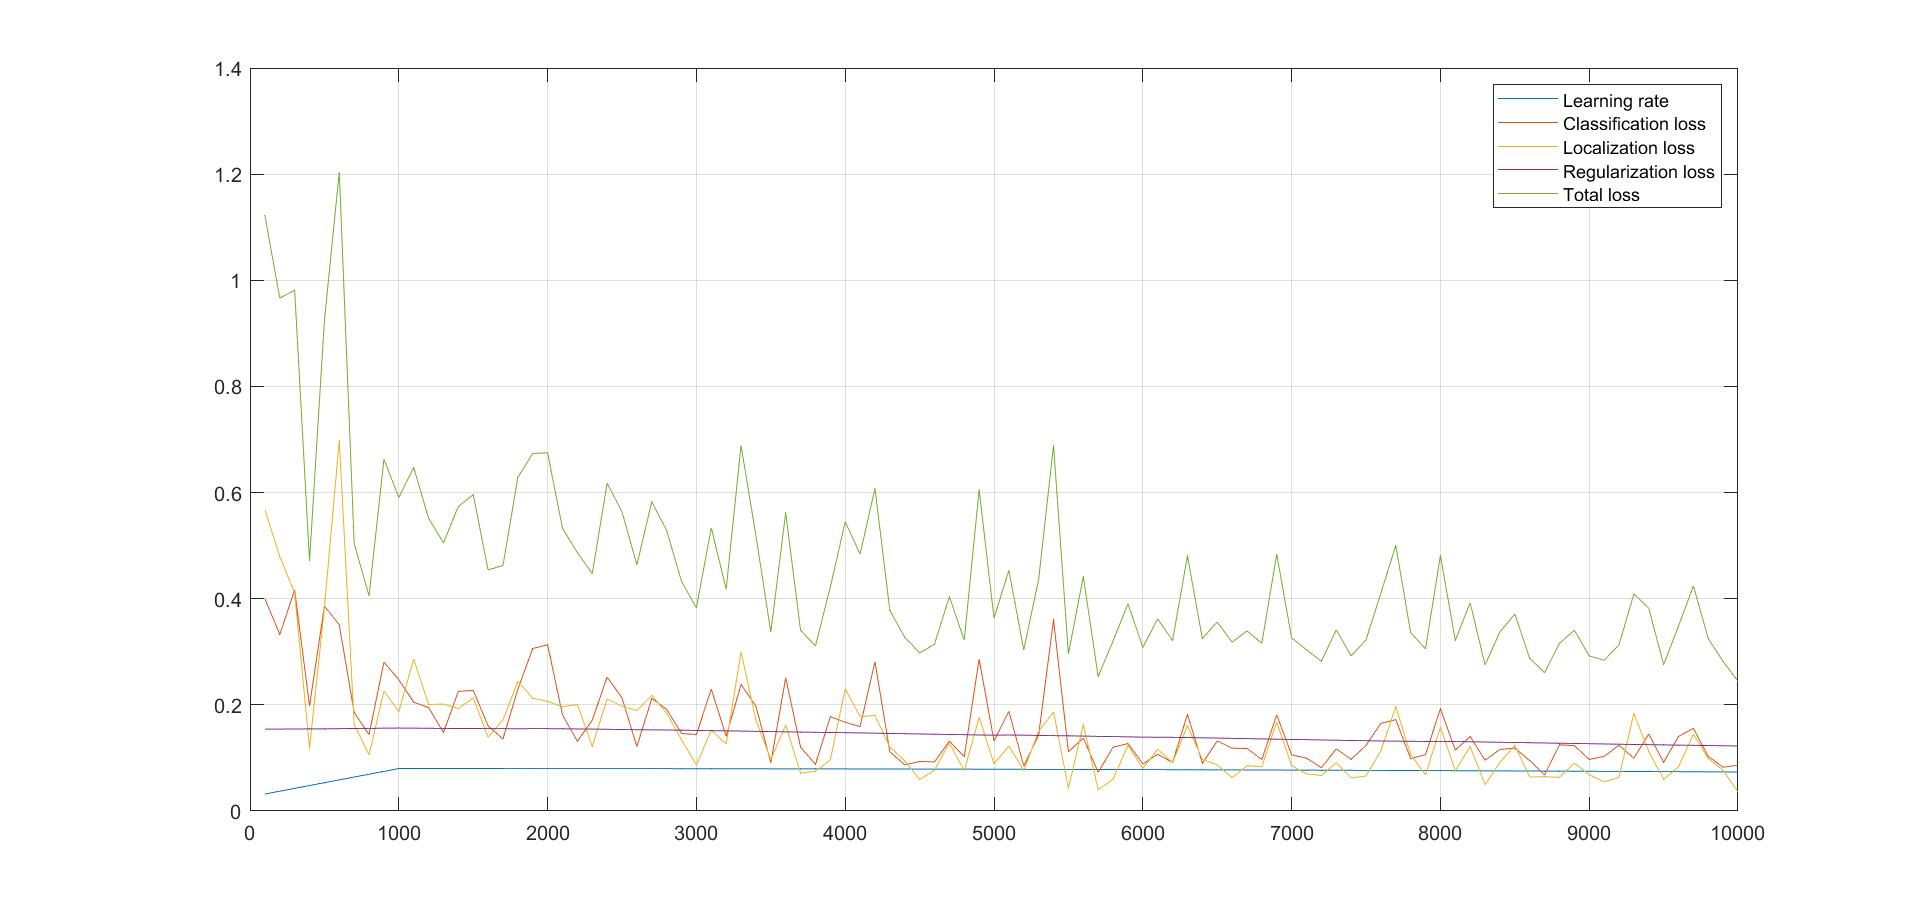 1.4
1.2
1
0.8
0.6
0.4
0.2
0
0 1000 2000 3000 4000 5000 6000 7000 8000 9000 10000
Learning rate
Classification loss
Localization loss
Regularization loss
Total loss